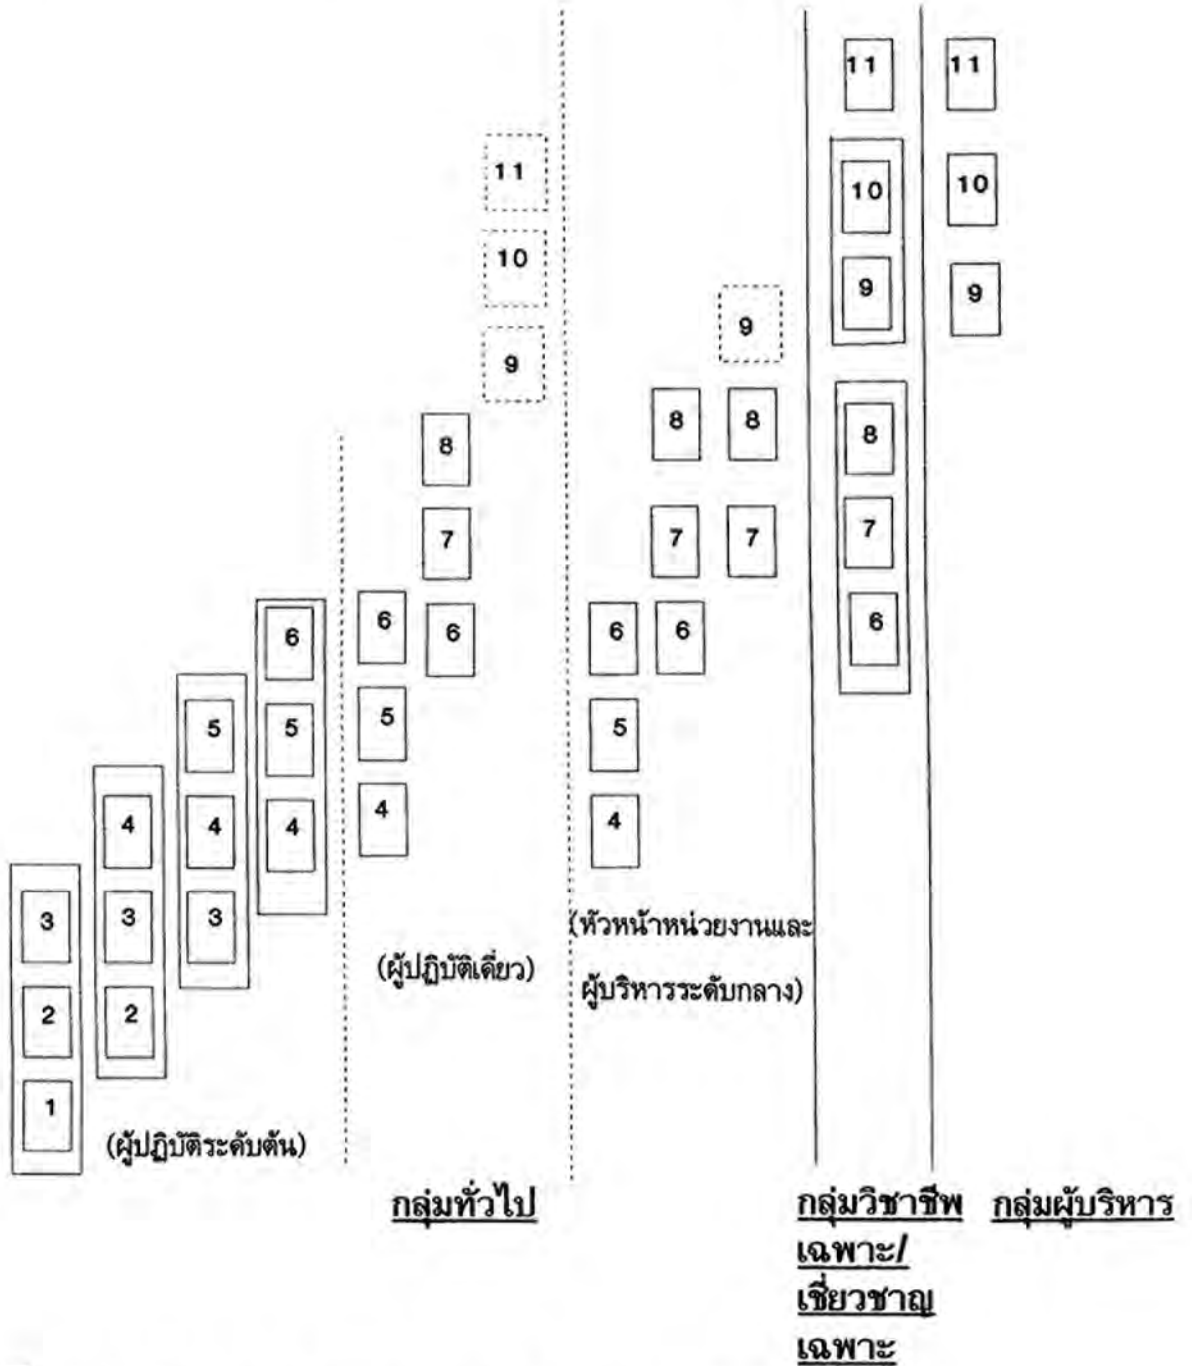 11 11
11
10 10
10
9 9
9
9
8 8 8
8
7 7 7
7
6 6 6 6 6
6
5 5 5 5
4 4 4 4 4
3 3 3
(หัวหน้าหน่วยงานและ
(ผู้ปฏิบัติเดี่ยว) ผู้บริหารระดับกลาง)
2 2
1
(ผู้ปฏิบัติระดับต้น)
กลุ่มทั่วไป กลุ่มวิชาชีพ กลุ่มผู้บริหาร
เฉพาะ/
เชี่ยวชาญ
เฉพาะ